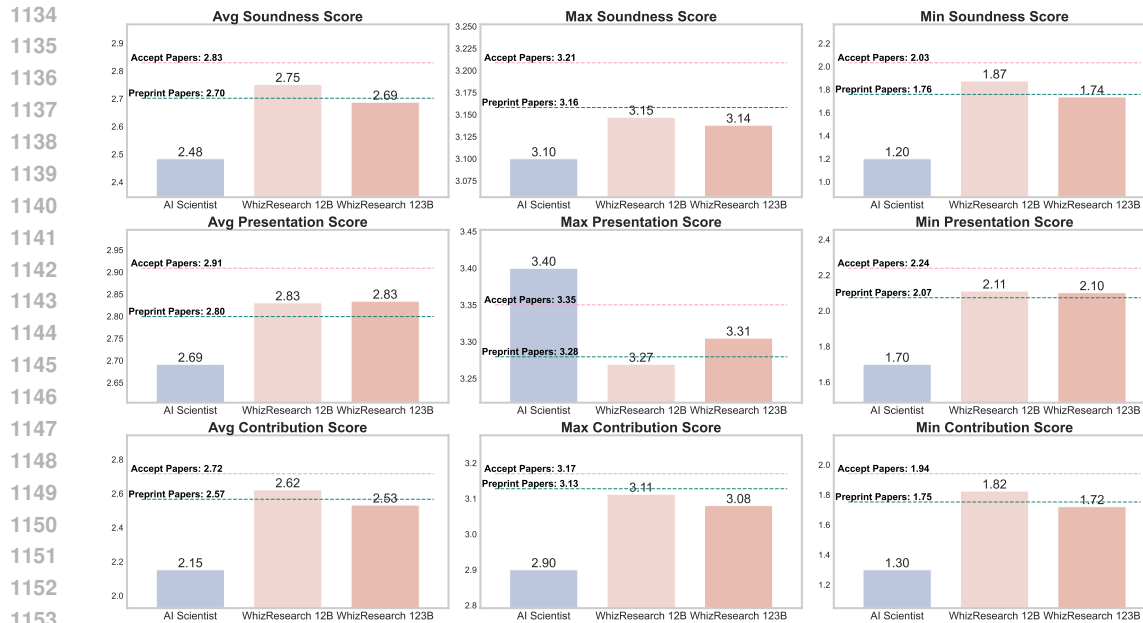 1134
1135
1136
1137
1138
1139
1140
1141
1142
1143
1144
1145
1146
1147
1148
1149
1150
1151
1152
1153
Avg Soundness Score
2.9
2.8
2.7
2.6
2.5
2.4
Accept Papers: 2.83
Preprint Papers: 2.70
2.48
2.75
2.69
AI Scientist WhizResearch 12B WhizResearch 123B
Max Soundness Score
3.250
3.225
3.200
3.175
3.150
3.125
3.100
3.075
Accept Papers: 3.21
Preprint Papers: 3.16
3.10
3.15
3.14
AI Scientist WhizResearch 12B WhizResearch 123B
Min Soundness Score
2.2
2.0
1.8
1.6
1.4
1.2
1.0
Accept Papers: 2.03
Preprint Papers: 1.76
1.20
1.87
1.74
AI Scientist WhizResearch 12B WhizResearch 123B
Avg Presentation Score
2.95
2.90
2.85
2.80
2.75
2.70
2.65
Accept Papers: 2.91
Preprint Papers: 2.80
2.69
2.83
2.83
AI Scientist WhizResearch 12B WhizResearch 123B
Max Presentation Score
3.45
3.40
3.35
3.30
3.25
Accept Papers: 3.35
Preprint Papers: 3.28
3.40
3.27
3.31
AI Scientist WhizResearch 12B WhizResearch 123B
Min Presentation Score
2.4
2.2
2.0
1.8
1.6
Accept Papers: 2.24
Preprint Papers: 2.07
1.70
2.11
2.10
AI Scientist WhizResearch 12B WhizResearch 123B
Avg Contribution Score
2.8
2.6
2.4
2.2
2.0
Accept Papers: 2.72
Preprint Papers: 2.57
2.15
2.62
2.53
AI Scientist WhizResearch 12B WhizResearch 123B
Max Contribution Score
3.2
3.1
3.0
2.9
2.8
Accept Papers: 3.17
Preprint Papers: 3.13
2.90
3.11
3.08
AI Scientist WhizResearch 12B WhizResearch 123B
Min Contribution Score
2.0
1.8
1.6
1.4
1.2
Accept Papers: 1.94
Preprint Papers: 1.75
1.30
1.82
1.72
AI Scientist WhizResearch 12B WhizResearch 123B